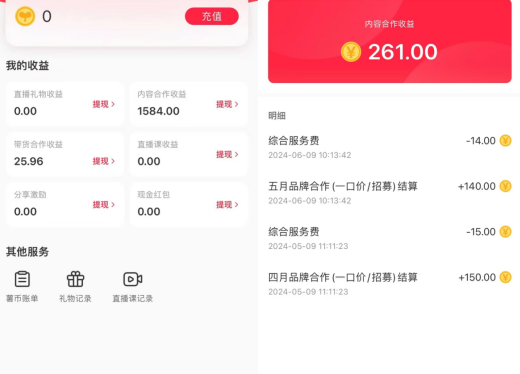 0
充值
我的收益
直播礼物收益
0.00
提现 >
内容合作收益
1584.00
提现 >
带货合作收益
25.96
提现 >
直播课收益
0.00
提现 >
分享激励
0.00
提现 >
现金红包
0.00
提现 >
其他服务
薯币账单
礼物记录
直播课记录
内容合作收益
261.00
明细
综合服务费
-14.00
2024-06-09 10:13:42
五月品牌合作(一口价/招募)结算
+140.00
2024-06-09 10:13:42
综合服务费
-15.00
2024-05-09 11:11:23
四月品牌合作(一口价/招募)结算
+150.00
2024-05-09 11:11:23